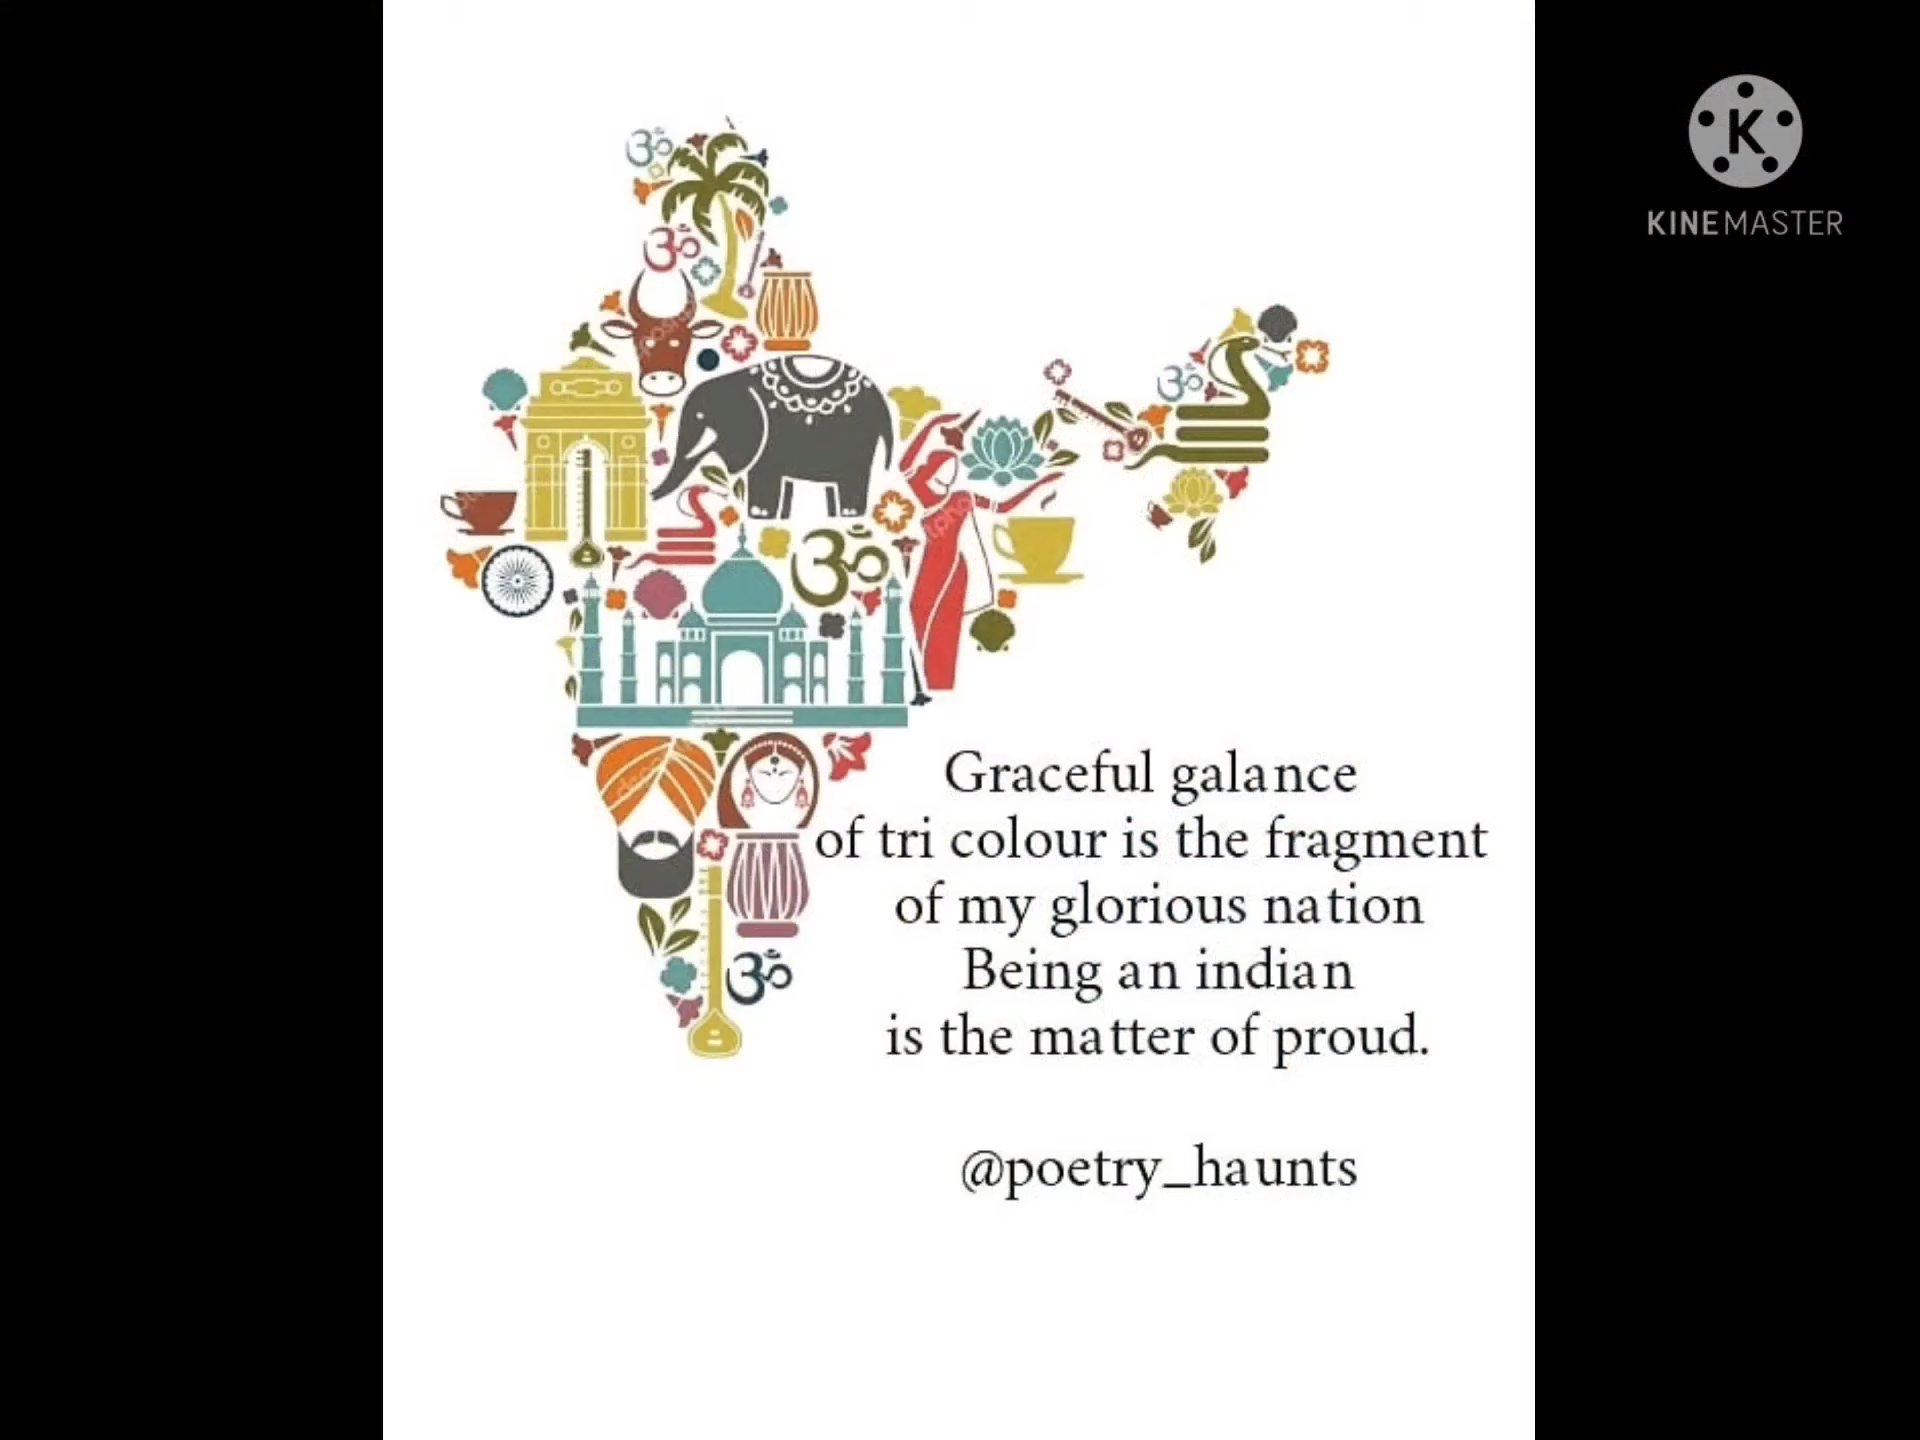 KINEMASTER
Graceful galance
of tri colour is the fragment
of my glorious nation
Being an indian
is the matter of proud.
@poetry_haunts